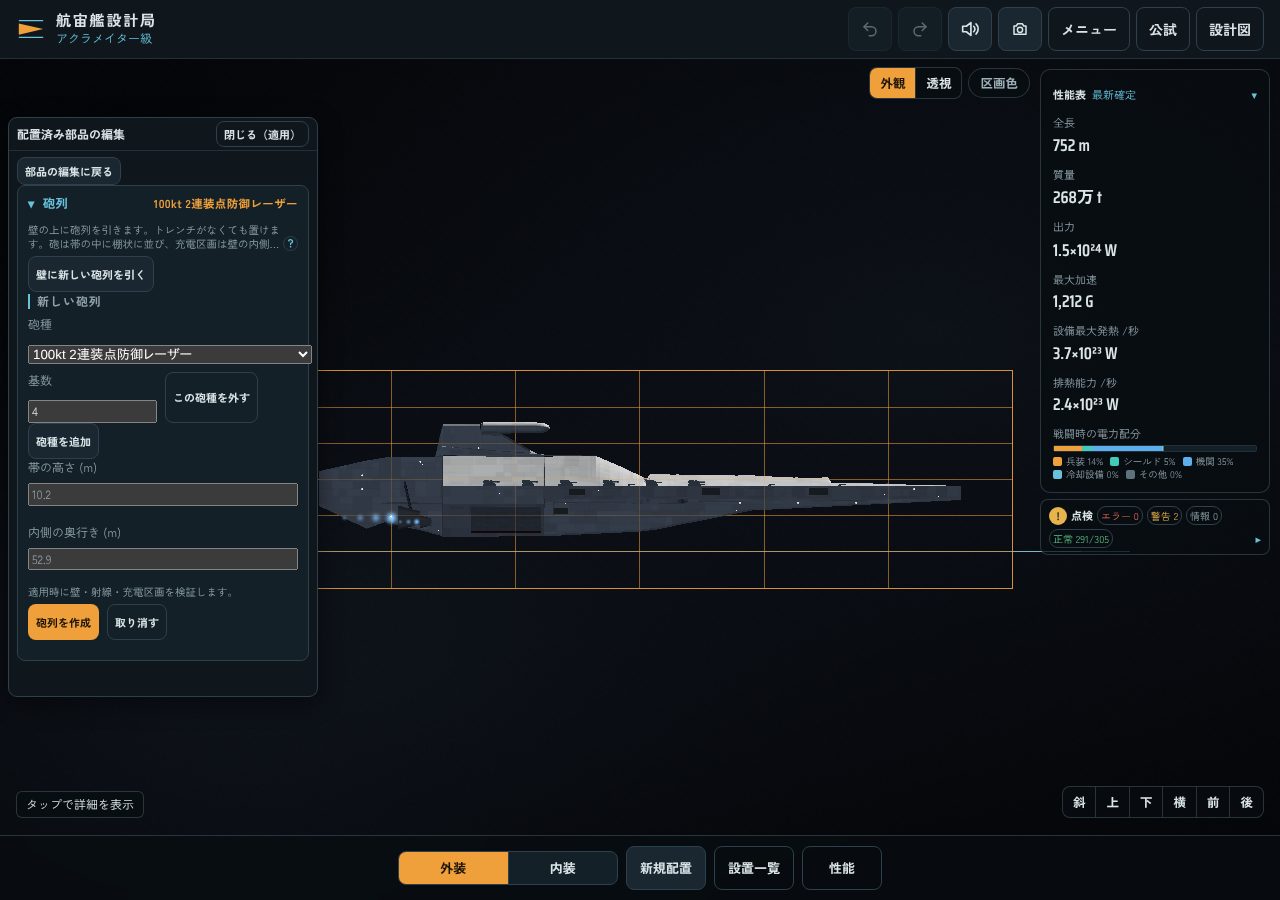 航宙艦設計局
アクラメイター級
メニュー
公試
設計図
外観
透視
区画色
性能表 最新確定
全長
752 m
質量
268万 t
出力
1.5×10²⁴ W
最大加速
1,212 G
設備最大発熱 /秒
3.7×10²³ W
排熱能力 /秒
2.4×10²³ W
戦闘時の電力配分
兵装 14% シールド 5% 機関 35%
冷却設備 0% その他 0%
! 点検 エラー 0 警告 2 情報 0
正常 291/305
配置済み部品の編集
閉じる（適用）
部品の編集に戻る
▼ 砲列 100kt 2連装点防御レーザー
壁の上に砲列を引きます。トレンチがなくても置けま
す。砲は帯の中に棚状に並び、充電区画は壁の内側... ?
壁に新しい砲列を引く
新しい砲列
砲種
100kt 2連装点防御レーザー
基数
4
この砲種を外す
砲種を追加
帯の高さ (m)
10.2
内側の奥行き (m)
52.9
適用時に壁・射線・充電区画を検証します。
砲列を作成
取り消す
タップで詳細を表示
斜 上 下 横 前 後
外装
内装
新規配置
設置一覧
性能